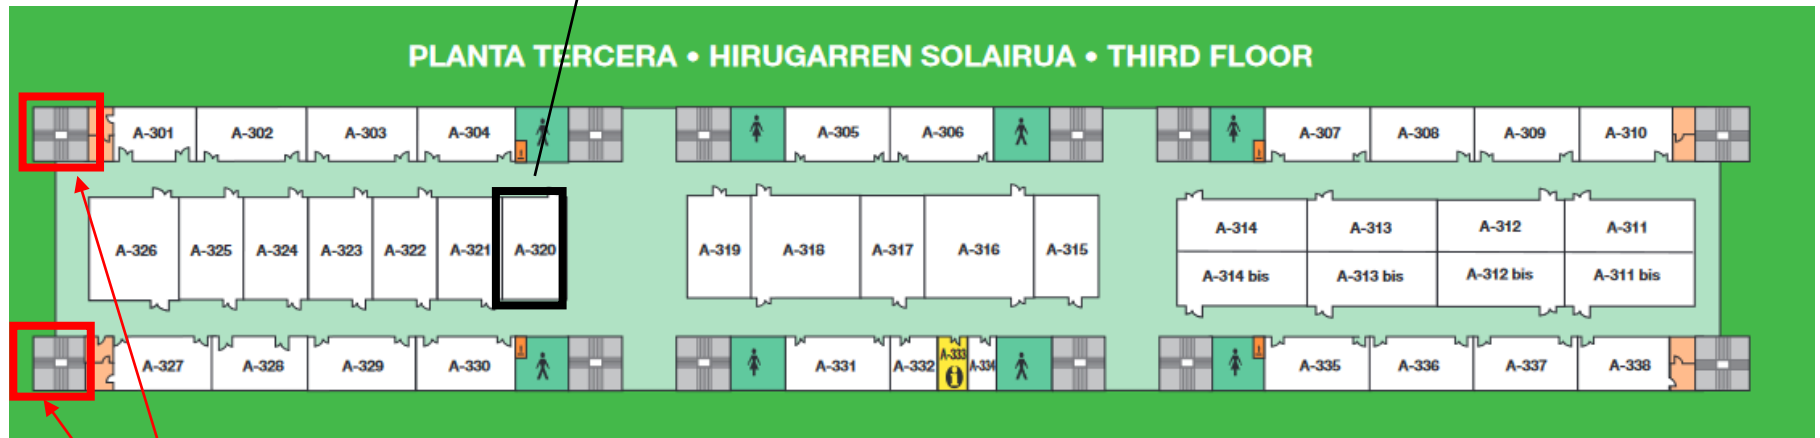 PLANTA TERCERA • HIRUGARREN SOLAIRUA • THIRD FLOOR
A-301 A-302 A-303 A-304 A-305 A-306 A-307 A-308 A-309 A-310
A-326 A-325 A-324 A-323 A-322 A-321 A-320 A-319 A-318 A-317 A-316 A-315
A-314 A-313 A-312 A-311
A-314 bis A-313 bis A-312 bis A-311 bis
A-327 A-328 A-329 A-330 A-331 A-332 A-333 A-334 A-335 A-336 A-337 A-338